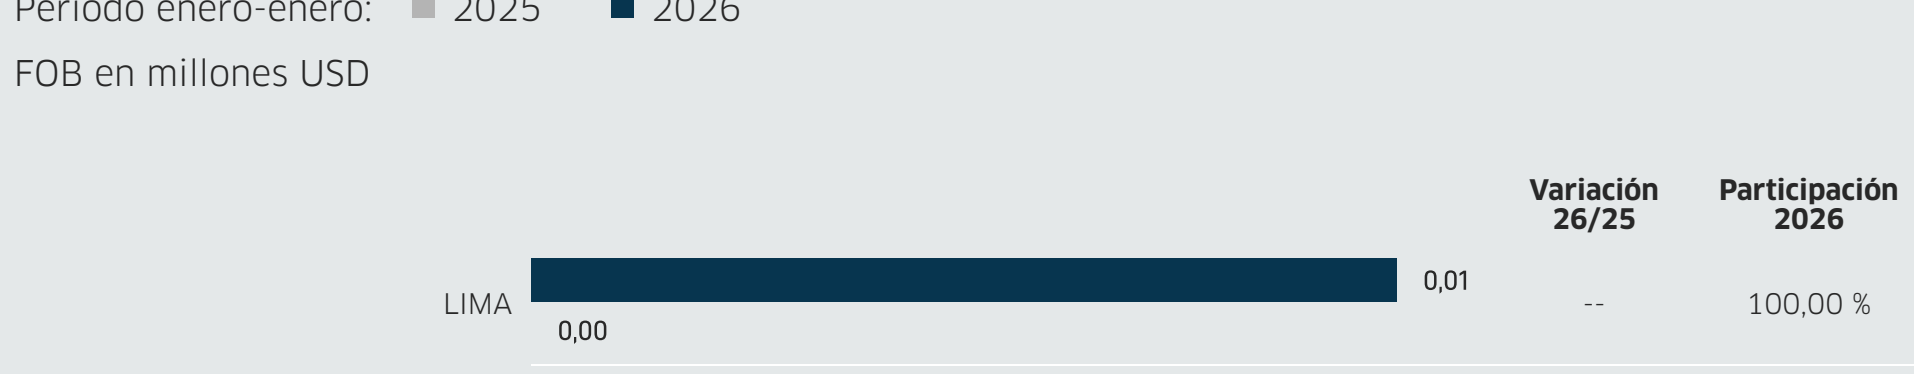 Periodo enero-enero: 2025 2026
FOB en millones USD
Variación 26/25
Participación 2026
LIMA
0,01
0,00
--
100,00 %